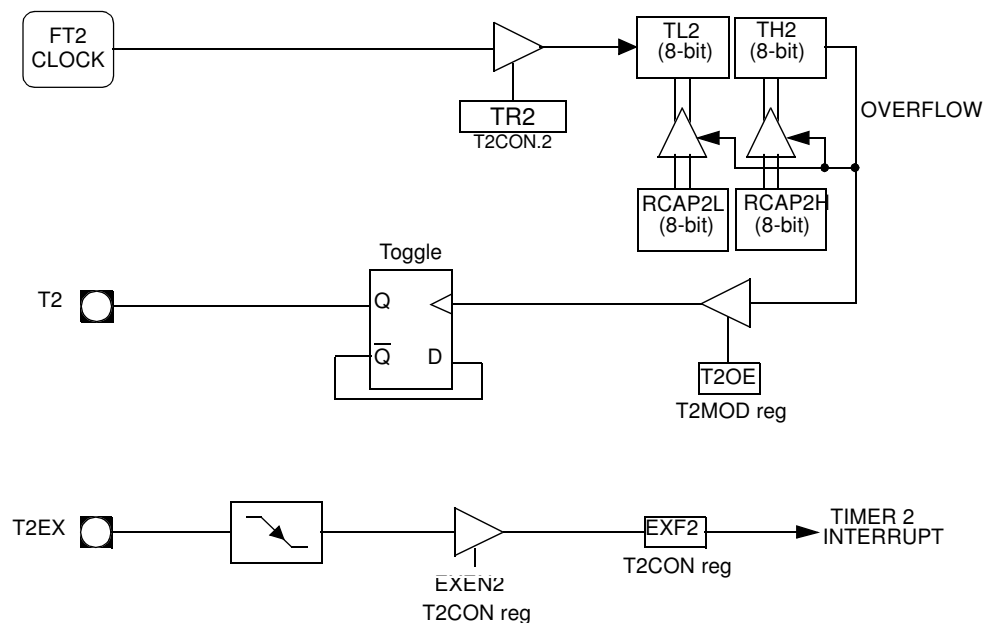 FT2
CLOCK
TR2
T2CON.2
TL2
(8-bit)
TH2
(8-bit)
OVERFLOW
RCAP2L
(8-bit)
RCAP2H
(8-bit)
Toggle
T2
Q
Q̅ D
T2OE
T2MOD reg
T2EX
EXEN2
T2CON reg
EXF2
T2CON reg
TIMER 2
INTERRUPT